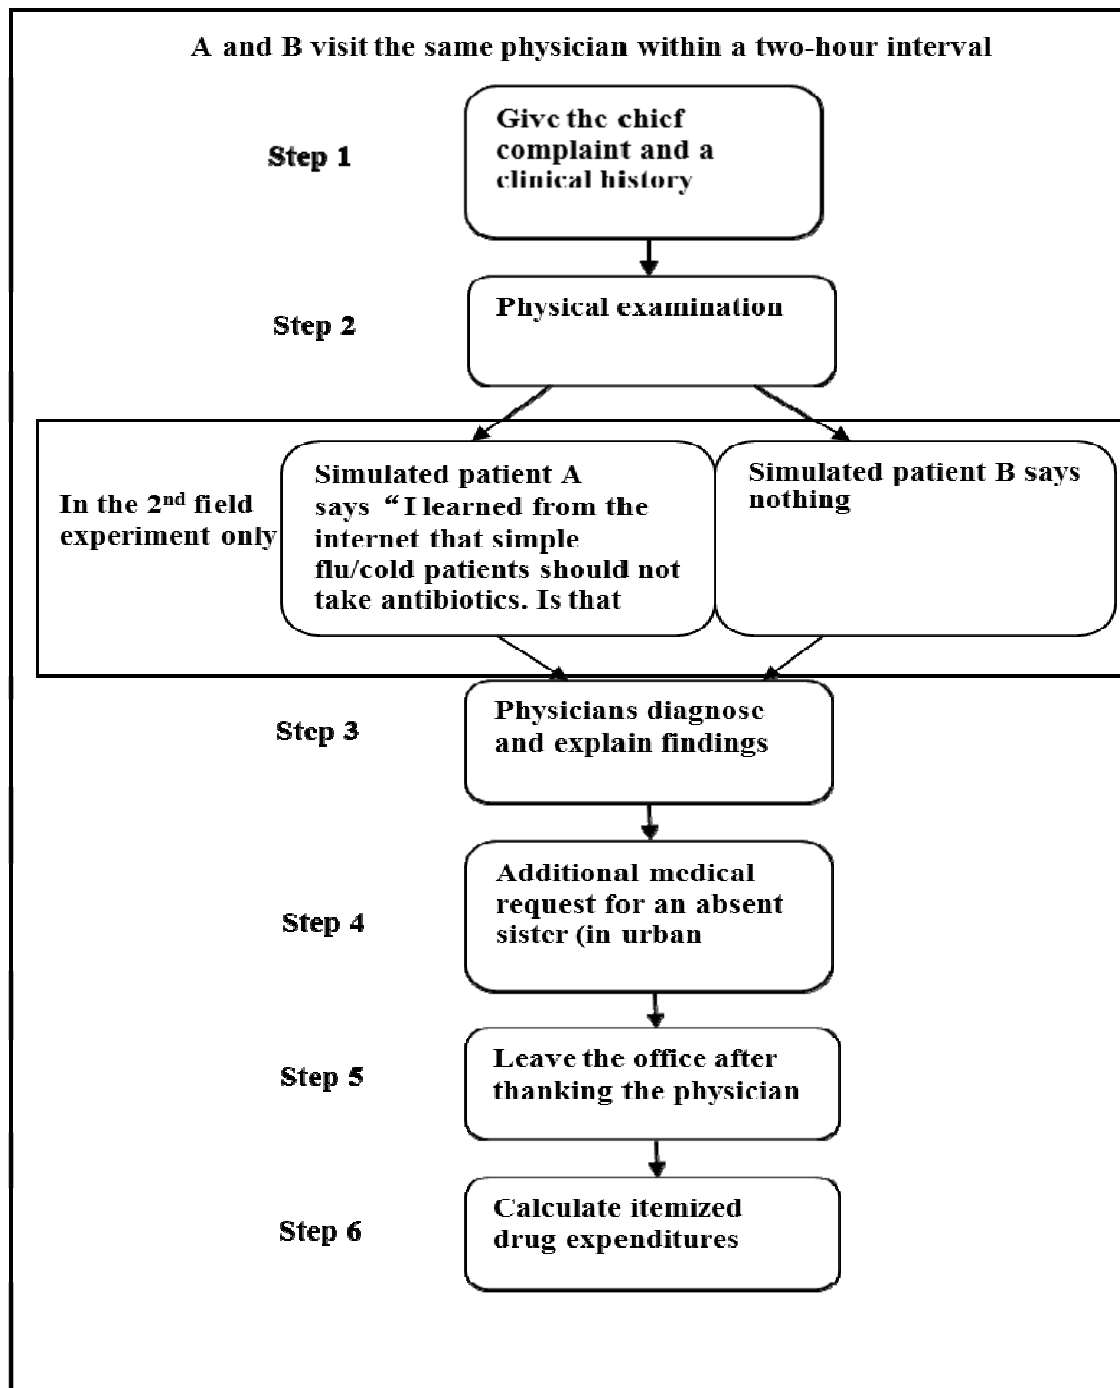 A and B visit the same physician within a two-hour interval
Step 1
Give the chief
complaint and a
clinical history
Step 2
Physical examination
In the 2nd field
experiment only
Simulated patient A
says “I learned from the
internet that simple
flu/cold patients should not
take antibiotics. Is that
Simulated patient B says
nothing
Step 3
Physicians diagnose
and explain findings
Step 4
Additional medical
request for an absent
sister (in urban
Step 5
Leave the office after
thanking the physician
Step 6
Calculate itemized
drug expenditures